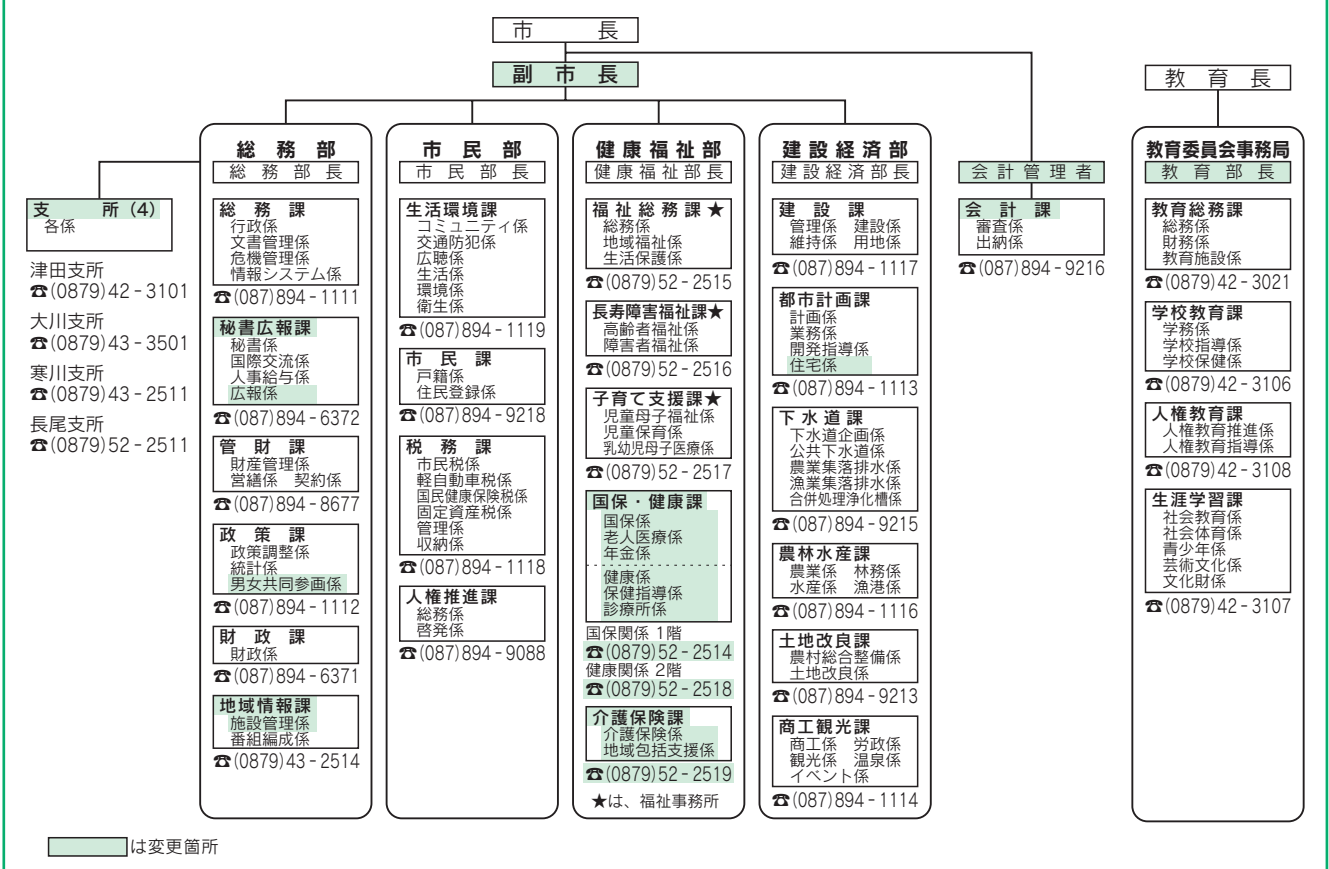 市　　長
副　市　長
教　育　長
支　　所（4）
各係
津田支所
☎(0879)42-3101
大川支所
☎(0879)43-3501
寒川支所
☎(0879)43-2511
長尾支所
☎(0879)52-2511
総　務　部
総務部長
総　務　課
行政係
文書管理係
危機管理係
情報システム係
☎(087)894-1111
秘書広報課
秘書係
国際交流係
人事給与係
広報係
☎(087)894-6372
管　財　課
財産管理係
営繕係　契約係
☎(087)894-8677
政　策　課
政策調整係
統計係
男女共同参画係
☎(087)894-1112
財　政　課
財政係
☎(087)894-6371
地域情報課
施設管理係
番組編成係
☎(0879)43-2514
市　民　部
市民部長
生活環境課
コミュニティ係
交通防犯係
広聴係
生活係
環境係
衛生係
☎(087)894-1119
市　民　課
戸籍係
住民登録係
☎(087)894-9218
税　務　課
市民税係
軽自動車税係
国民健康保険税係
固定資産税係
管理係
収納係
☎(087)894-1118
人権推進課
総務係
啓発係
☎(087)894-9088
健康福祉部
健康福祉部長
福祉総務課★
総務係
地域福祉係
生活保護係
☎(0879)52-2515
長寿障害福祉課★
高齢者福祉係
障害者福祉係
☎(0879)52-2516
子育て支援課★
児童母子福祉係
児童保育係
乳幼児母子医療係
☎(0879)52-2517
国保・健康課
国保係
老人医療係
年金係
健康係
保健指導係
診療所係
国保関係 1階
☎(0879)52-2514
健康関係 2階
☎(0879)52-2518
介護保険課
介護保険係
地域包括支援係
☎(0879)52-2519
★は、福祉事務所
建設経済部
建設経済部長
建　設　課
管理係　建設係
維持係　用地係
☎(087)894-1117
都市計画課
計画係
業務係
開発指導係
住宅係
☎(087)894-1113
下水道課
下水道企画係
公共下水道係
農業集落排水係
漁業集落排水係
合併処理浄化槽係
☎(087)894-9215
農林水産課
農業係　林務係
水産係　漁港係
☎(087)894-1116
土地改良課
農村総合整備係
土地改良係
☎(087)894-9213
商工観光課
商工係　労政係
観光係　温泉係
イベント係
☎(087)894-1114
会計管理者
会　計　課
審査係
出納係
☎(087)894-9216
教育委員会事務局
教育部長
教育総務課
総務係
財務係
教育施設係
☎(0879)42-3021
学校教育課
学務係
学校指導係
学校保健係
☎(0879)42-3106
人権教育課
人権教育推進係
人権教育指導係
☎(0879)42-3108
生涯学習課
社会教育係
社会体育係
青少年係
芸術文化係
文化財係
☎(0879)42-3107
は変更箇所